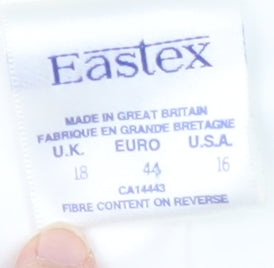 Eastex
MADE IN GREAT BRITAIN
FABRIQUE EN GRANDE BRETAGNE
U.K. EURO U.S.A.
18 44 16
CA14443
FIBRE CONTENT ON REVERSE